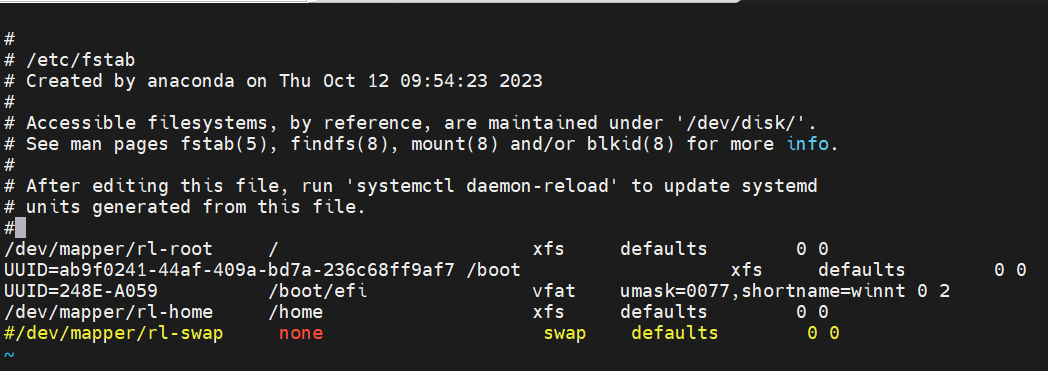 #
# /etc/fstab
# Created by anaconda on Thu Oct 12 09:54:23 2023
#
# Accessible filesystems, by reference, are maintained under '/dev/disk/'.
# See man pages fstab(5), findfs(8), mount(8) and/or blkid(8) for more info.
#
# After editing this file, run 'systemctl daemon-reload' to update systemd
# units generated from this file.
#
/dev/mapper/rl-root     /                       xfs     defaults        0 0
UUID=ab9f0241-44af-409a-bd7a-236c68ff9af7 /boot                   xfs     defaults        0 0
UUID=248E-A059          /boot/efi               vfat    umask=0077,shortname=winnt 0 2
/dev/mapper/rl-home     /home                   xfs     defaults        0 0
#/dev/mapper/rl-swap     none                    swap    defaults        0 0
~